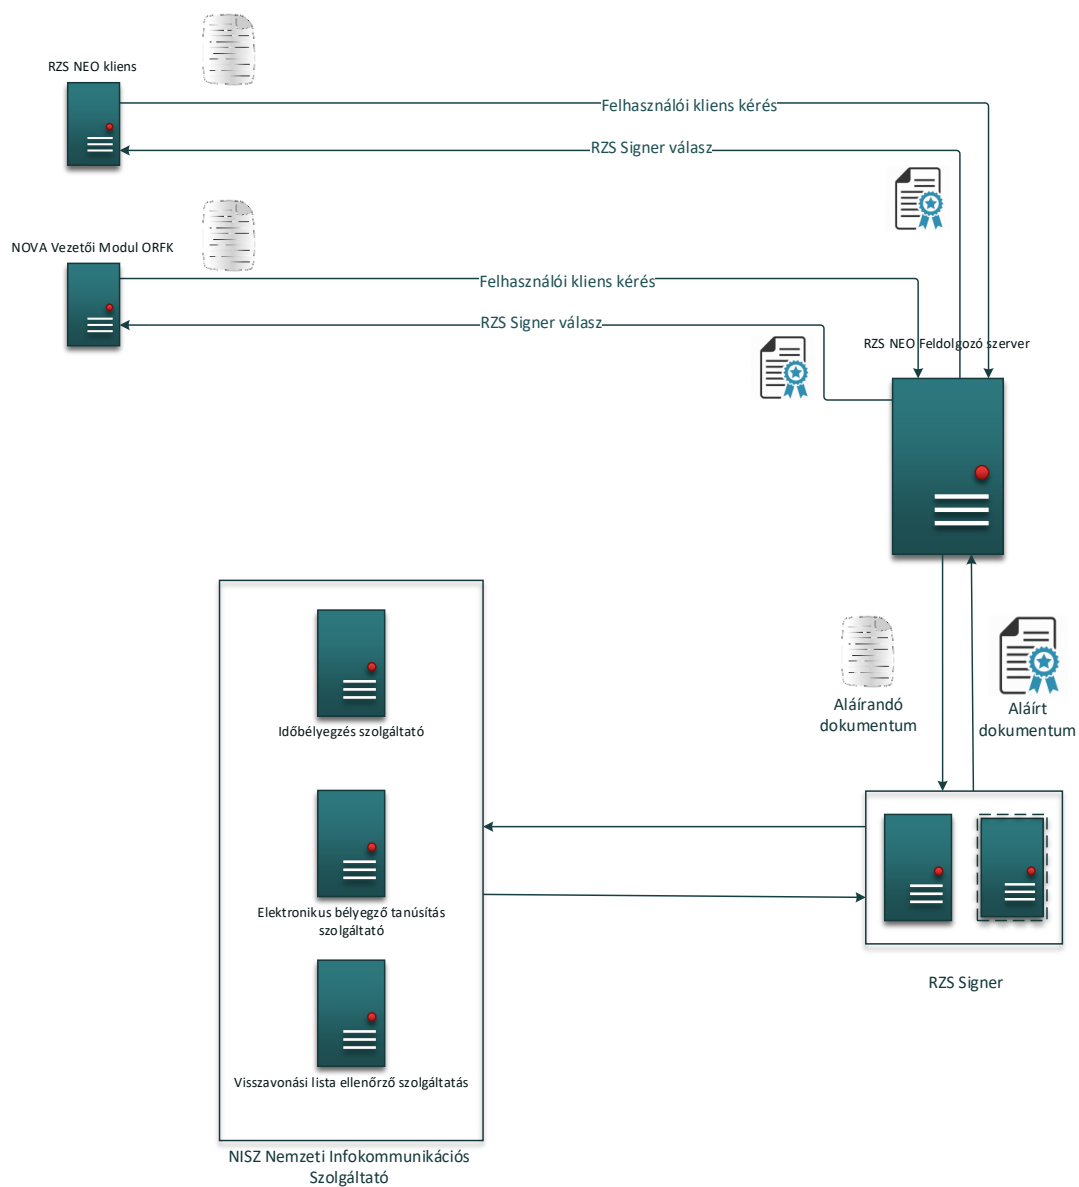 RZS NEO kliens
Felhasználói kliens kérés
RZS Signer válasz
NOVA Vezetői Modul ORFK
Felhasználói kliens kérés
RZS Signer válasz
RZS NEO Feldolgozó szerver
Aláírandó
dokumentum
Aláírt
dokumentum
Időbélyegzés szolgáltató
Elektronikus bélyegző tanúsítás
szolgáltató
RZS Signer
Visszavonási lista ellenőrző szolgáltatás
NISZ Nemzeti Infokommunikációs
Szolgáltató